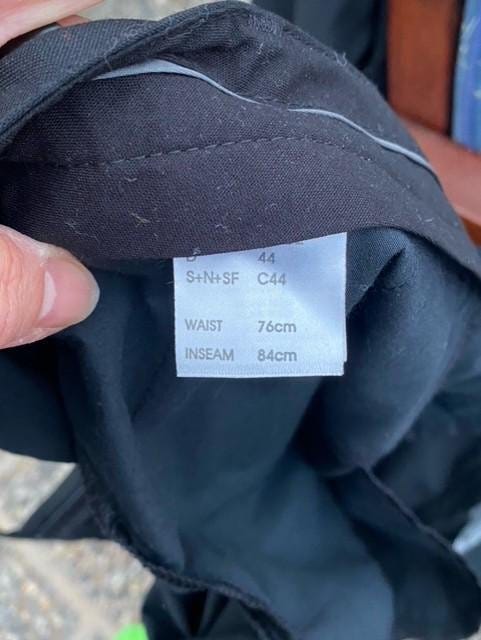 D 44
S+N+SF C44
WAIST 76cm
INSEAM 84cm